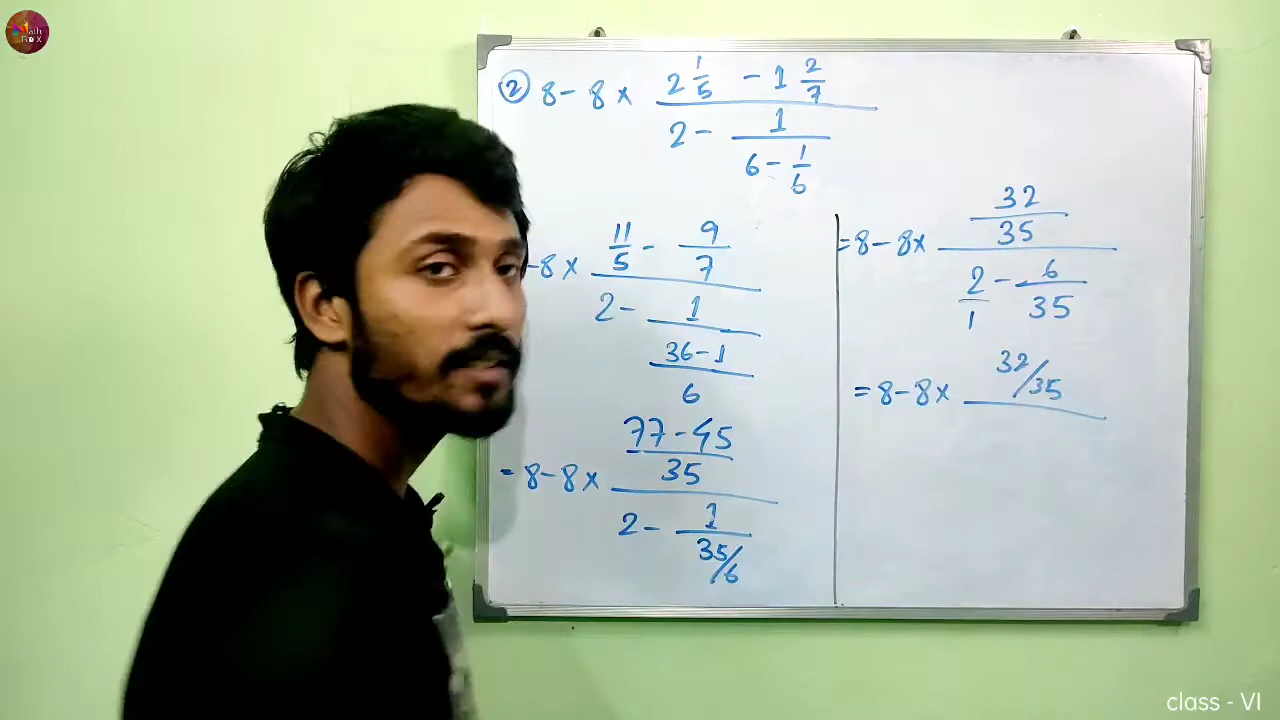 Math
BOX
② 8 - 8 × (2 1/5 - 1 2/7) / (2 - 1/(6 - 1/6))
-8 × (11/5 - 9/7) / (2 - 1/((36-1)/6))
= 8 - 8 × ((77-45)/35) / (2 - 1/(35/6))
= 8 - 8 × (32/35) / (2/1 - 6/35)
= 8 - 8 × 32/35
class - VI